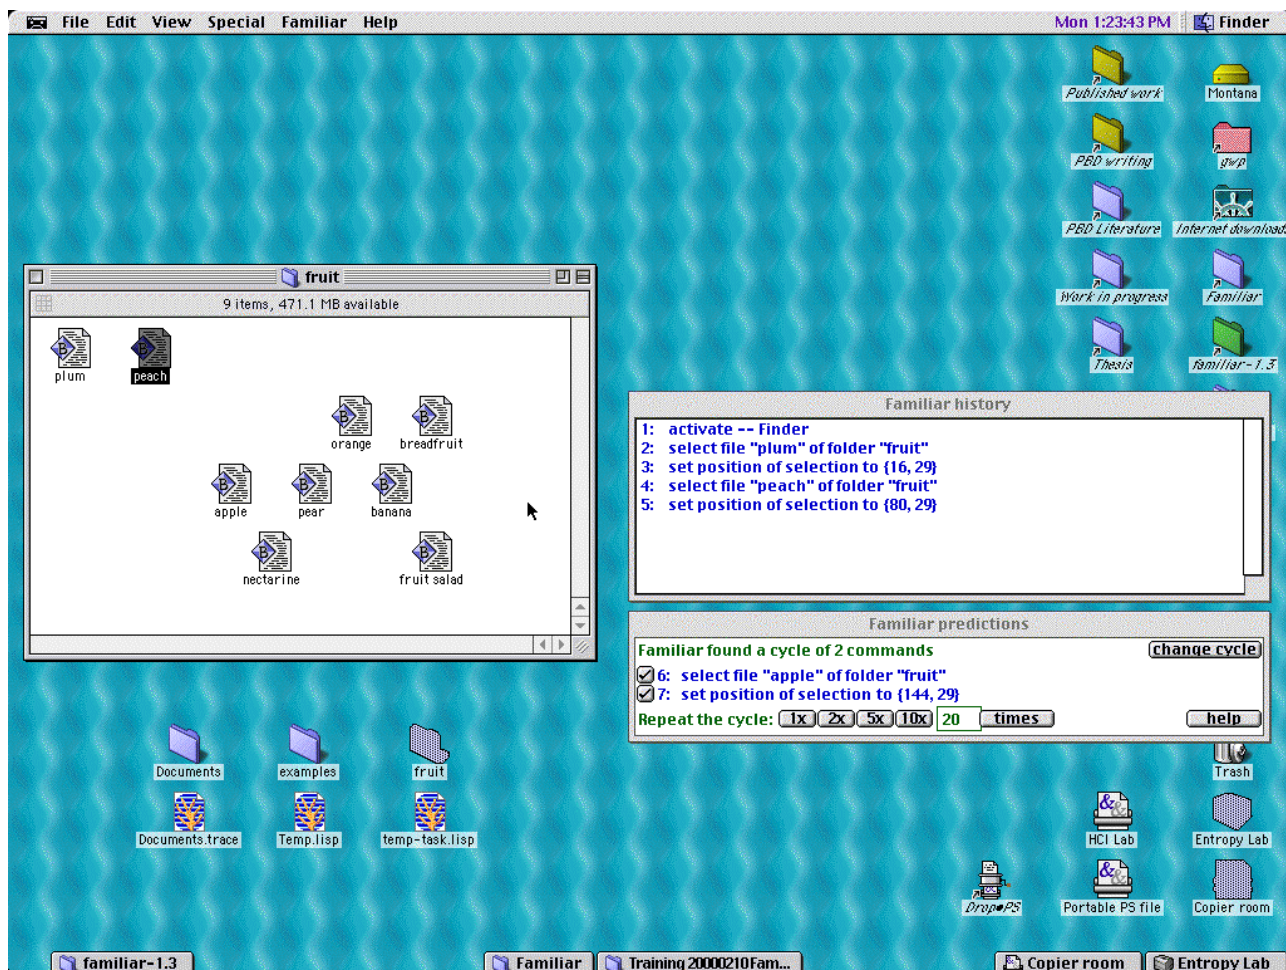 File Edit View Special Familiar Help
Mon 1:23:43 PM
Finder
Published work
Montana
PBD writing
gwp
PBD Literature
Internet download
Work in progress
Familiar
Thesis
familiar-1.3
fruit
9 items, 471.1 MB available
plum
peach
orange
breadfruit
apple
pear
banana
nectarine
fruit salad
Familiar history
1: activate -- Finder
2: select file "plum" of folder "fruit"
3: set position of selection to {16, 29}
4: select file "peach" of folder "fruit"
5: set position of selection to {80, 29}
Familiar predictions
Familiar found a cycle of 2 commands
change cycle
6: select file "apple" of folder "fruit"
7: set position of selection to {144, 29}
Repeat the cycle: 1x 2x 5x 10x 20 times help
Documents
examples
fruit
Trash
Documents.trace
Temp.lisp
temp-task.lisp
HCI Lab
Entropy Lab
Drop•PS
Portable PS file
Copier room
familiar-1.3
Familiar
Training 20000210Fam...
Copier room
Entropy Lab